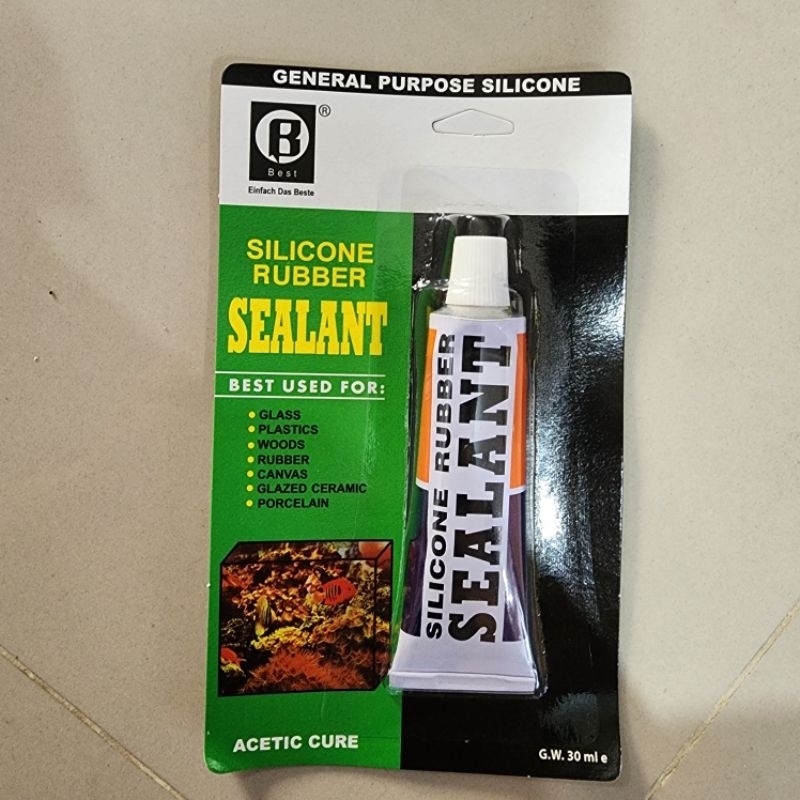 GENERAL PURPOSE SILICONE
B
®
Best
Einfach Das Beste
SILICONE
RUBBER
SEALANT
BEST USED FOR:
GLASS
PLASTICS
WOODS
RUBBER
CANVAS
GLAZED CERAMIC
PORCELAIN
SILICONE RUBBER
SEALANT
ACETIC CURE
G.W. 30 ml e